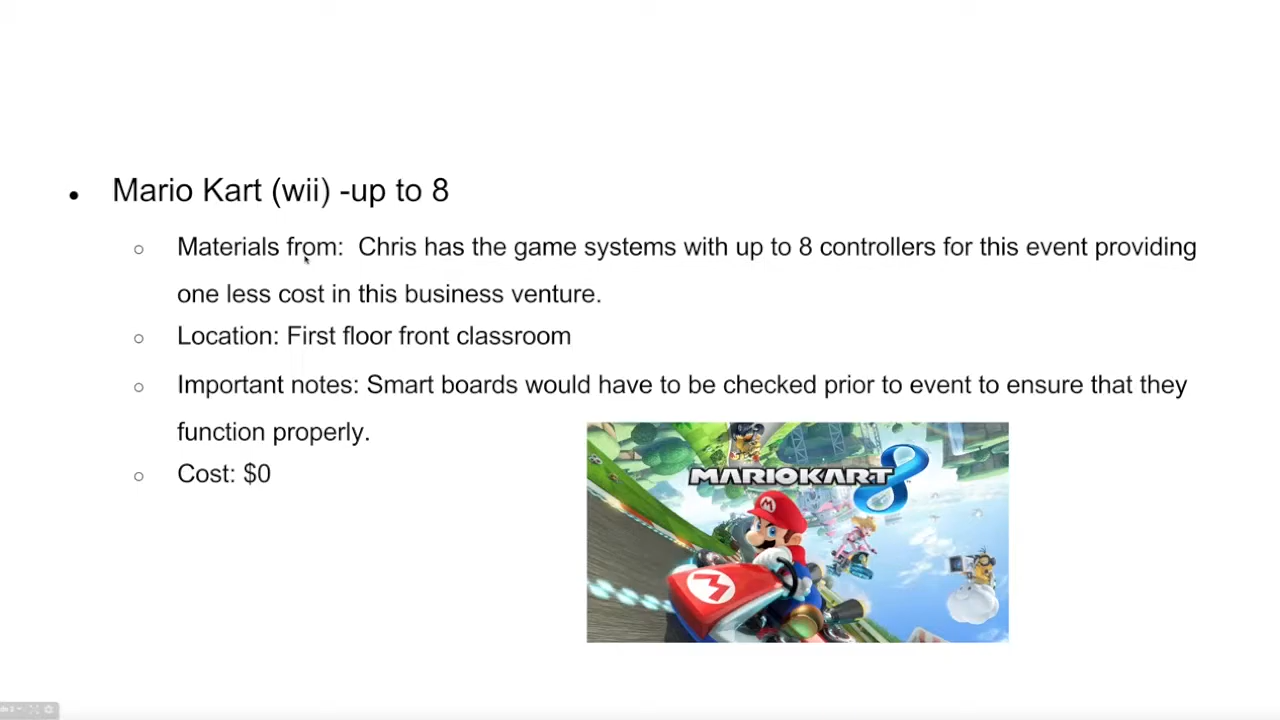 Mario Kart (wii) -up to 8
Materials from:  Chris has the game systems with up to 8 controllers for this event providing
one less cost in this business venture.
Location: First floor front classroom
Important notes: Smart boards would have to be checked prior to event to ensure that they
function properly.
Cost: $0
MARIOKART 8
M
M